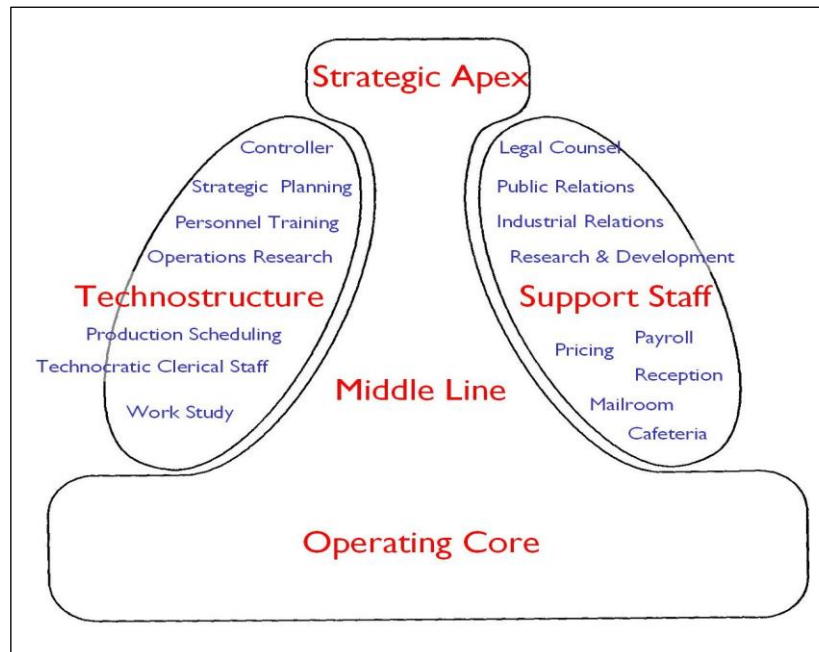 Strategic Apex
Controller
Strategic Planning
Personnel Training
Operations Research
Technostructure
Production Scheduling
Technocratic Clerical Staff
Work Study
Legal Counsel
Public Relations
Industrial Relations
Research & Development
Support Staff
Pricing
Payroll
Reception
Mailroom
Cafeteria
Middle Line
Operating Core